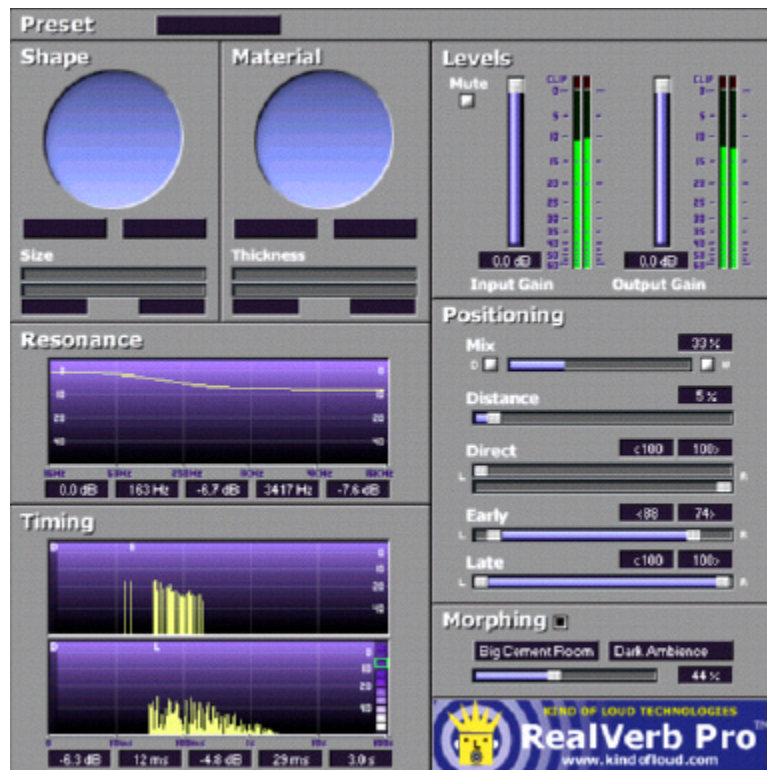 Preset
Shape
Material
Levels
Mute
CLIP
CLIP
Size
Thickness
0.0 dB
0.0 dB
Input Gain
Output Gain
Resonance
0.0 dB 163 Hz -6.7 dB 3417 Hz -7.6 dB
Positioning
Mix 33%
D W
Distance 5%
Direct <100 100>
L R
Early <88 74>
L R
Late <100 100>
L R
Timing
-6.3 dB 12 ms -4.8 dB 29 ms 3.0 s
Morphing
Big Cement Room Dark Ambience
44%
KIND OF LOUD TECHNOLOGIES
RealVerb Pro™
www.kindofloud.com